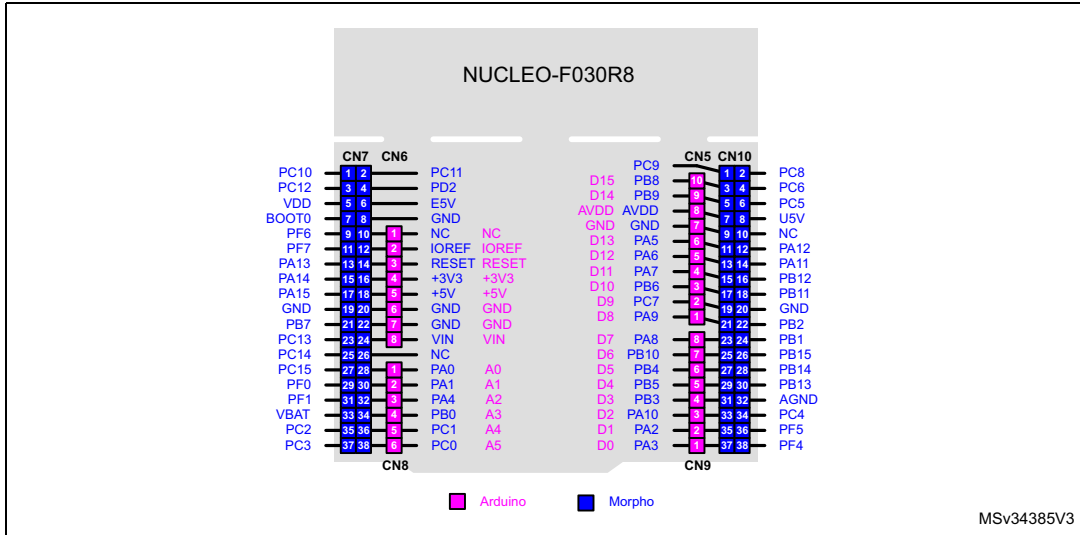 NUCLEO-F030R8
CN7 CN6 CN5 CN10
PC9
PC10 1 2 PC11 1 2 PC8
PC12 3 4 PD2 D15 PB8 10 3 4 PC6
VDD 5 6 E5V D14 PB9 9 5 6 PC5
BOOT0 7 8 GND AVDD AVDD 8 7 8 U5V
PF6 9 10 1 NC NC GND GND 7 9 10 NC
PF7 11 12 2 IOREF IOREF D13 PA5 6 11 12 PA12
PA13 13 14 3 RESET RESET D12 PA6 5 13 14 PA11
PA14 15 16 4 +3V3 +3V3 D11 PA7 4 15 16 PB12
PA15 17 18 5 +5V +5V D10 PB6 3 17 18 PB11
GND 19 20 6 GND GND D9 PC7 2 19 20 GND
PB7 21 22 7 GND GND D8 PA9 1 21 22 PB2
PC13 23 24 8 VIN VIN D7 PA8 8 23 24 PB1
PC14 25 26 NC D6 PB10 7 25 26 PB15
PC15 27 28 1 PA0 A0 D5 PB4 6 27 28 PB14
PF0 29 30 2 PA1 A1 D4 PB5 5 29 30 PB13
PF1 31 32 3 PA4 A2 D3 PB3 4 31 32 AGND
VBAT 33 34 4 PB0 A3 D2 PA10 3 33 34 PC4
PC2 35 36 5 PC1 A4 D1 PA2 2 35 36 PF5
PC3 37 38 6 PC0 A5 D0 PA3 1 37 38 PF4
CN8 CN9
Arduino Morpho
MSv34385V3